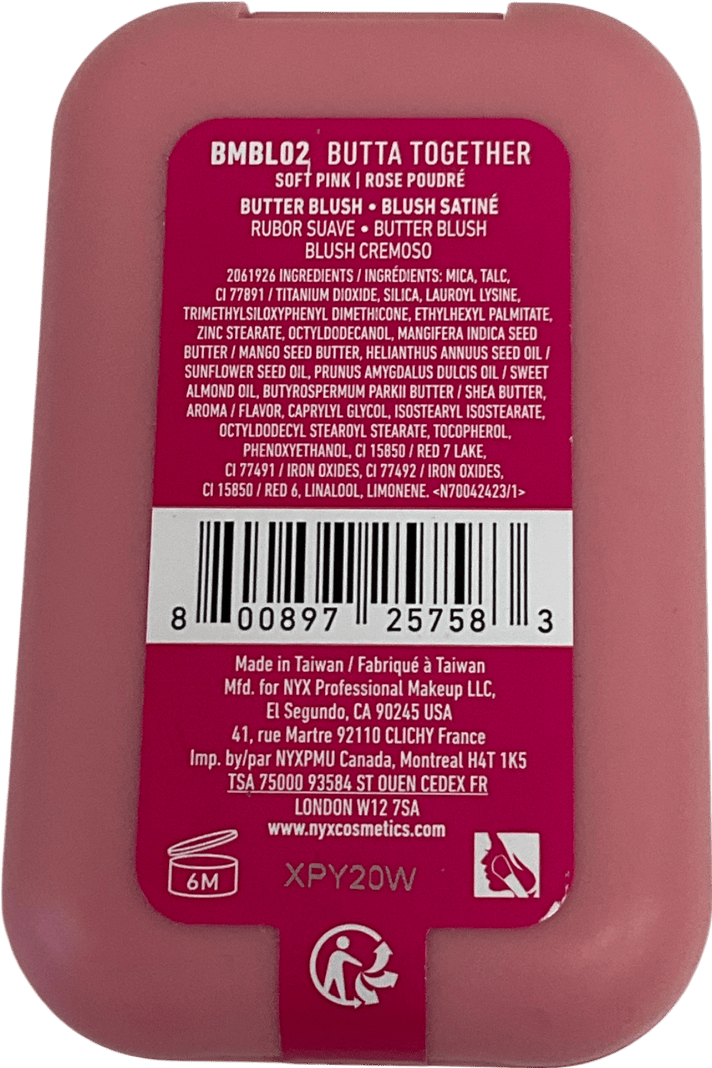 BMBL02 BUTTA TOGETHER
SOFT PINK | ROSE POUDRÉ
BUTTER BLUSH • BLUSH SATINÉ
RUBOR SUAVE • BUTTER BLUSH
BLUSH CREMOSO
2061926 INGREDIENTS / INGRÉDIENTS: MICA, TALC,
CI 77891 / TITANIUM DIOXIDE, SILICA, LAUROYL LYSINE,
TRIMETHYLSILOXYPHENYL DIMETHICONE, ETHYLHEXYL PALMITATE,
ZINC STEARATE, OCTYLDODECANOL, MANGIFERA INDICA SEED
BUTTER / MANGO SEED BUTTER, HELIANTHUS ANNUUS SEED OIL /
SUNFLOWER SEED OIL, PRUNUS AMYGDALUS DULCIS OIL / SWEET
ALMOND OIL, BUTYROSPERMUM PARKII BUTTER / SHEA BUTTER,
AROMA / FLAVOR, CAPRYLYL GLYCOL, ISOSTEARYL ISOSTEARATE,
OCTYLDODECYL STEAROYL STEARATE, TOCOPHEROL,
PHENOXYETHANOL, CI 15850 / RED 7 LAKE,
CI 77491 / IRON OXIDES, CI 77492 / IRON OXIDES,
CI 15850 / RED 6, LINALOOL, LIMONENE. <N70042423/1>
8 00897 25758 3
Made in Taiwan / Fabriqué à Taiwan
Mfd. for NYX Professional Makeup LLC,
El Segundo, CA 90245 USA
41, rue Martre 92110 CLICHY France
Imp. by/par NYXPMU Canada, Montreal H4T 1K5
TSA 75000 93584 ST OUEN CEDEX FR
LONDON W12 7SA
www.nyxcosmetics.com
6M XPY20W